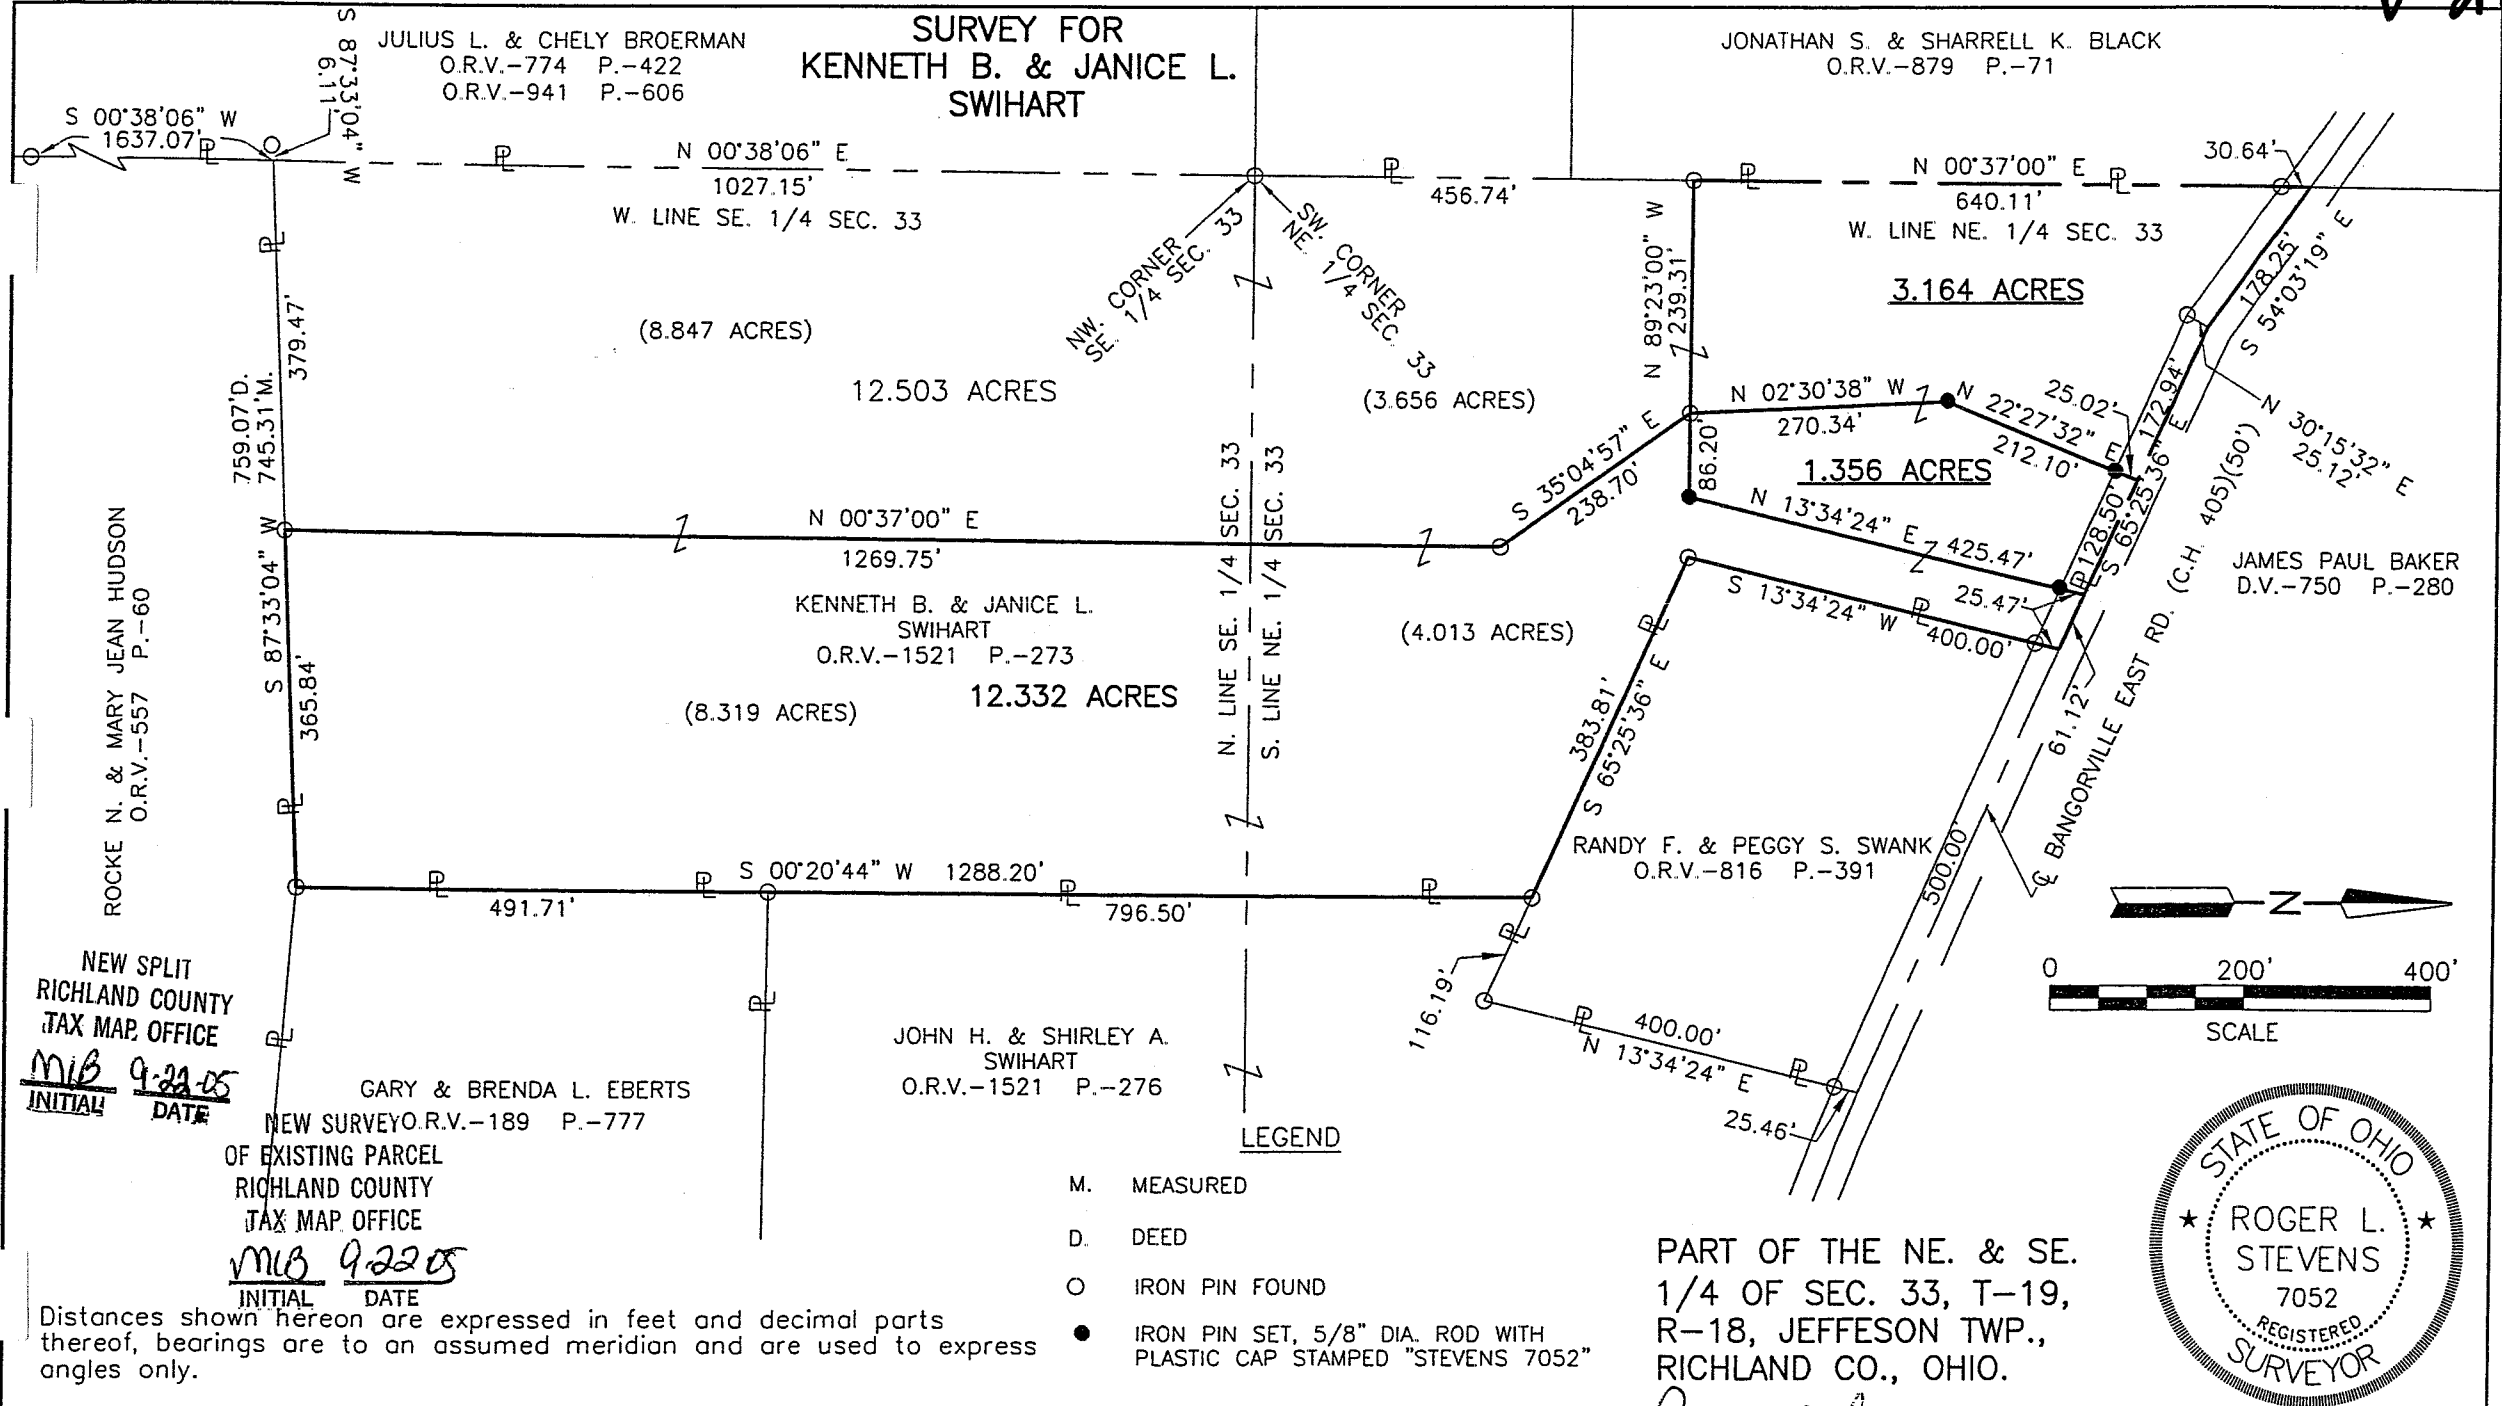 SURVEY FOR
KENNETH B. & JANICE L.
SWIHART
JULIUS L. & CHELY BROERMAN
O.R.V.-774 P.-422
O.R.V.-941 P.-606
JONATHAN S. & SHARRELL K. BLACK
O.R.V.-879 P.-71
S 87°33'04" W
6.11'
S 00°38'06" W
1637.07'
N 00°38'06" E
1027.15'
W. LINE SE. 1/4 SEC. 33
456.74'
N 00°37'00" E
640.11'
W. LINE NE. 1/4 SEC. 33
30.64'
NW. CORNER
SE. 1/4 SEC. 33
SW. CORNER
NE. 1/4 SEC. 33
N 89°23'00" W
239.31'
3.164 ACRES
178.25'
S 54°03'19" E
379.47'
(8.847 ACRES)
12.503 ACRES
(3.656 ACRES)
759.07'D.
745.31'M.
N 02°30'38" W
270.34'
N 22°27'32" E
212.10'
25.02'
172.94'
N 30°15'32" E
25.12'
86.20'
1.356 ACRES
S 35°04'57" E
238.70'
N 13°34'24" E 425.47'
128.50'
S 65°25'36" E
N 00°37'00" E
1269.75'
N. LINE SE. 1/4 SEC. 33
S. LINE NE. 1/4 SEC. 33
S 13°34'24" W 400.00'
25.47'
JAMES PAUL BAKER
D.V.-750 P.-280
ROCKE N. & MARY JEAN HUDSON
O.R.V.-557 P.-60
S 87°33'04" W
365.84'
KENNETH B. & JANICE L.
SWIHART
O.R.V.-1521 P.-273
12.332 ACRES
(8.319 ACRES)
(4.013 ACRES)
383.81'
S 65°25'36" E
61.12'
℄ BANGORVILLE EAST RD. (C.H. 405)(50')
RANDY F. & PEGGY S. SWANK
O.R.V.-816 P.-391
500.00'
S 00°20'44" W 1288.20'
491.71'
796.50'
116.19'
400.00'
N 13°34'24" E
25.46'
N
0 200' 400'
SCALE
NEW SPLIT
RICHLAND COUNTY
TAX MAP OFFICE
MLB 9-22-05
INITIAL DATE
GARY & BRENDA L. EBERTS
O.R.V.-189 P.-777
JOHN H. & SHIRLEY A.
SWIHART
O.R.V.-1521 P.-276
NEW SURVEY
OF EXISTING PARCEL
RICHLAND COUNTY
TAX MAP OFFICE
MLB 9-22 05
INITIAL DATE
LEGEND
M. MEASURED
D. DEED
IRON PIN FOUND
IRON PIN SET, 5/8" DIA. ROD WITH
PLASTIC CAP STAMPED "STEVENS 7052"
Distances shown hereon are expressed in feet and decimal parts
thereof, bearings are to an assumed meridian and are used to express
angles only.
PART OF THE NE. & SE.
1/4 OF SEC. 33, T-19,
R-18, JEFFESON TWP.,
RICHLAND CO., OHIO.
STATE OF OHIO
ROGER L.
STEVENS
7052
REGISTERED
SURVEYOR